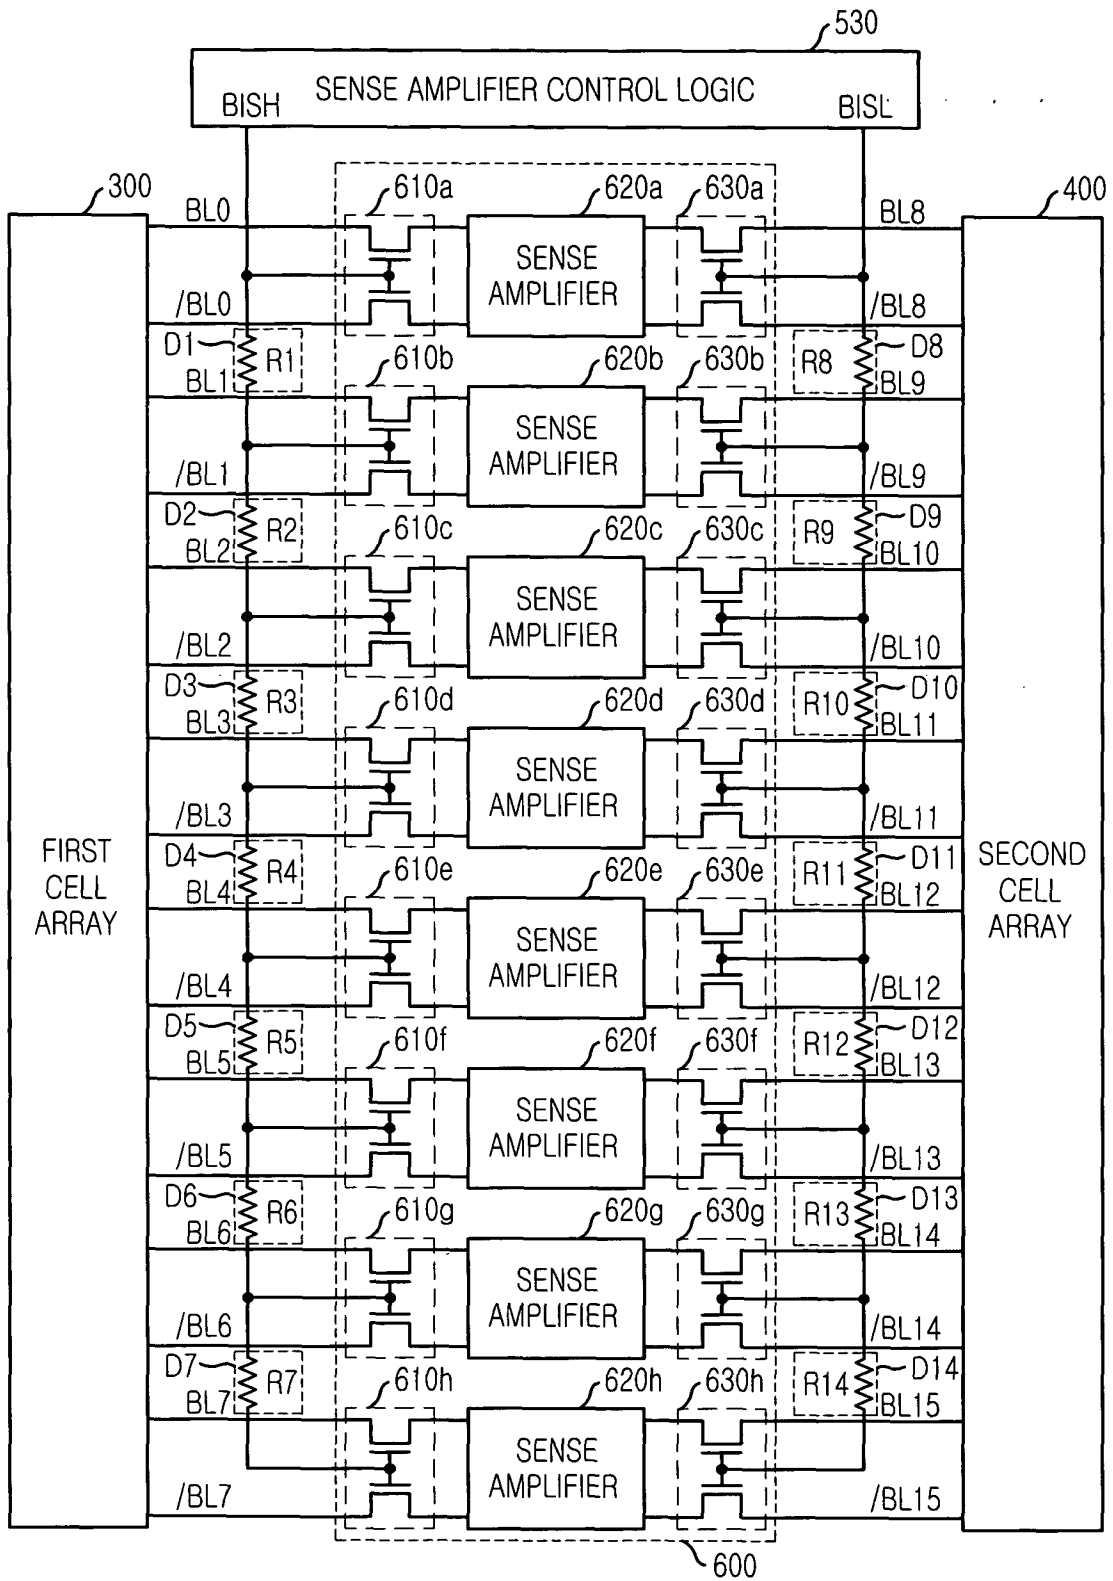 530
SENSE AMPLIFIER CONTROL LOGIC
BISH BISL
300 610a 620a 630a 400
BL0 BL8
SENSE
AMPLIFIER
/BL0 /BL8
D1 R1 610b 620b 630b R8 D8
BL1 BL9
SENSE
AMPLIFIER
/BL1 /BL9
D2 R2 610c 620c 630c R9 D9
BL2 BL10
SENSE
AMPLIFIER
/BL2 /BL10
D3 R3 610d 620d 630d R10 D10
BL3 BL11
SENSE
AMPLIFIER
/BL3 /BL11
FIRST
CELL
ARRAY
SECOND
CELL
ARRAY
D4 R4 610e 620e 630e R11 D11
BL4 BL12
SENSE
AMPLIFIER
/BL4 /BL12
D5 R5 610f 620f 630f R12 D12
BL5 BL13
SENSE
AMPLIFIER
/BL5 /BL13
D6 R6 610g 620g 630g R13 D13
BL6 BL14
SENSE
AMPLIFIER
/BL6 /BL14
D7 R7 610h 620h 630h R14 D14
BL7 BL15
SENSE
AMPLIFIER
/BL7 /BL15
600